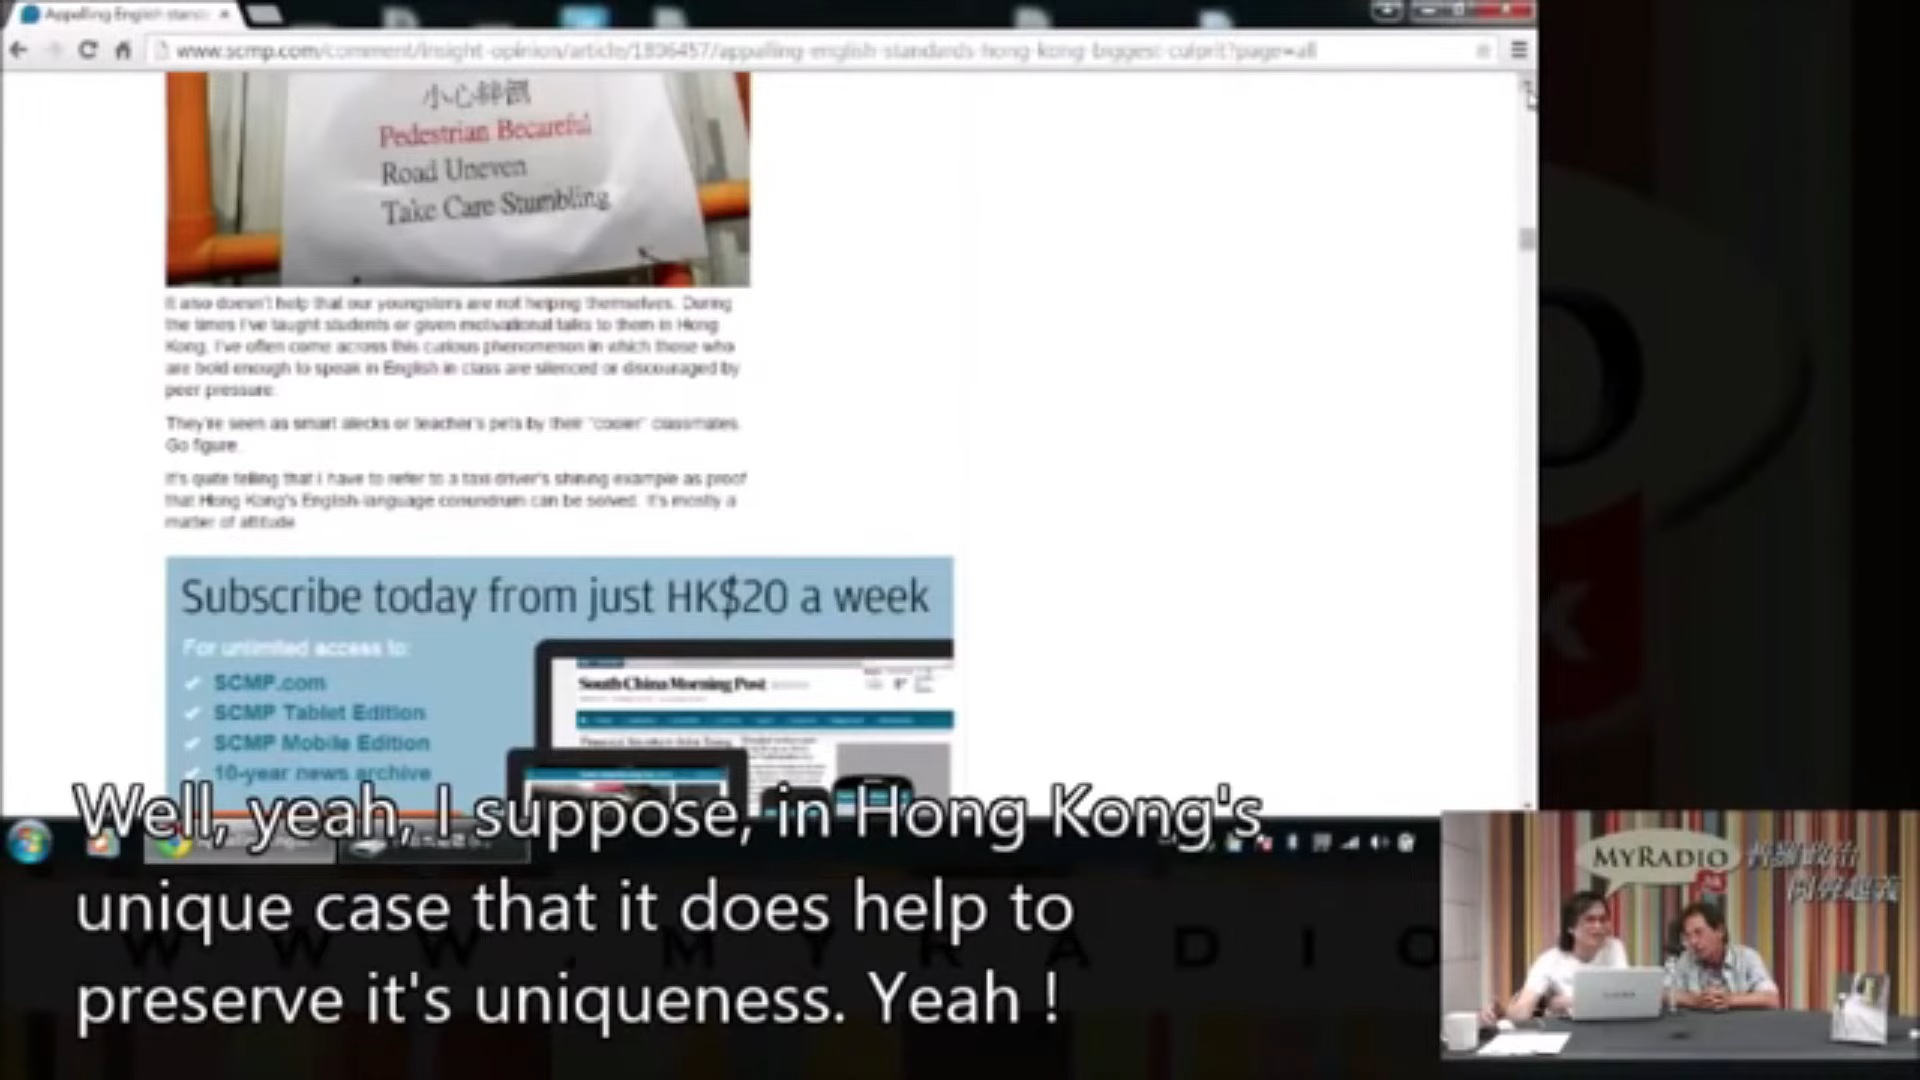 Appalling English stand
www.scmp.com/comment/insight-opinion/article/1806457/appalling-english-standards-hong-kong-biggest-culprit?page=all
小心絆倒
Pedestrian Becareful
Road Uneven
Take Care Stumbling
It also doesn't help that our youngsters are not helping themselves. During
the times I've taught students or given motivational talks to them in Hong
Kong, I've often come across this curious phenomenon in which those who
are bold enough to speak in English in class are silenced or discouraged by
peer pressure.
They're seen as smart alecks or teacher's pets by their "cooler" classmates.
Go figure.
It's quite telling that I have to refer to a taxi driver's shining example as proof
that Hong Kong's English-language conundrum can be solved. It's mostly a
matter of attitude.
Subscribe today from just HK$20 a week
For unlimited access to:
SCMP.com
SCMP Tablet Edition
SCMP Mobile Edition
10-year news archive
South China Morning Post
Well, yeah, I suppose, in Hong Kong's
unique case that it does help to
preserve it's uniqueness. Yeah !
WWW.MYRADIO
MYRADIO